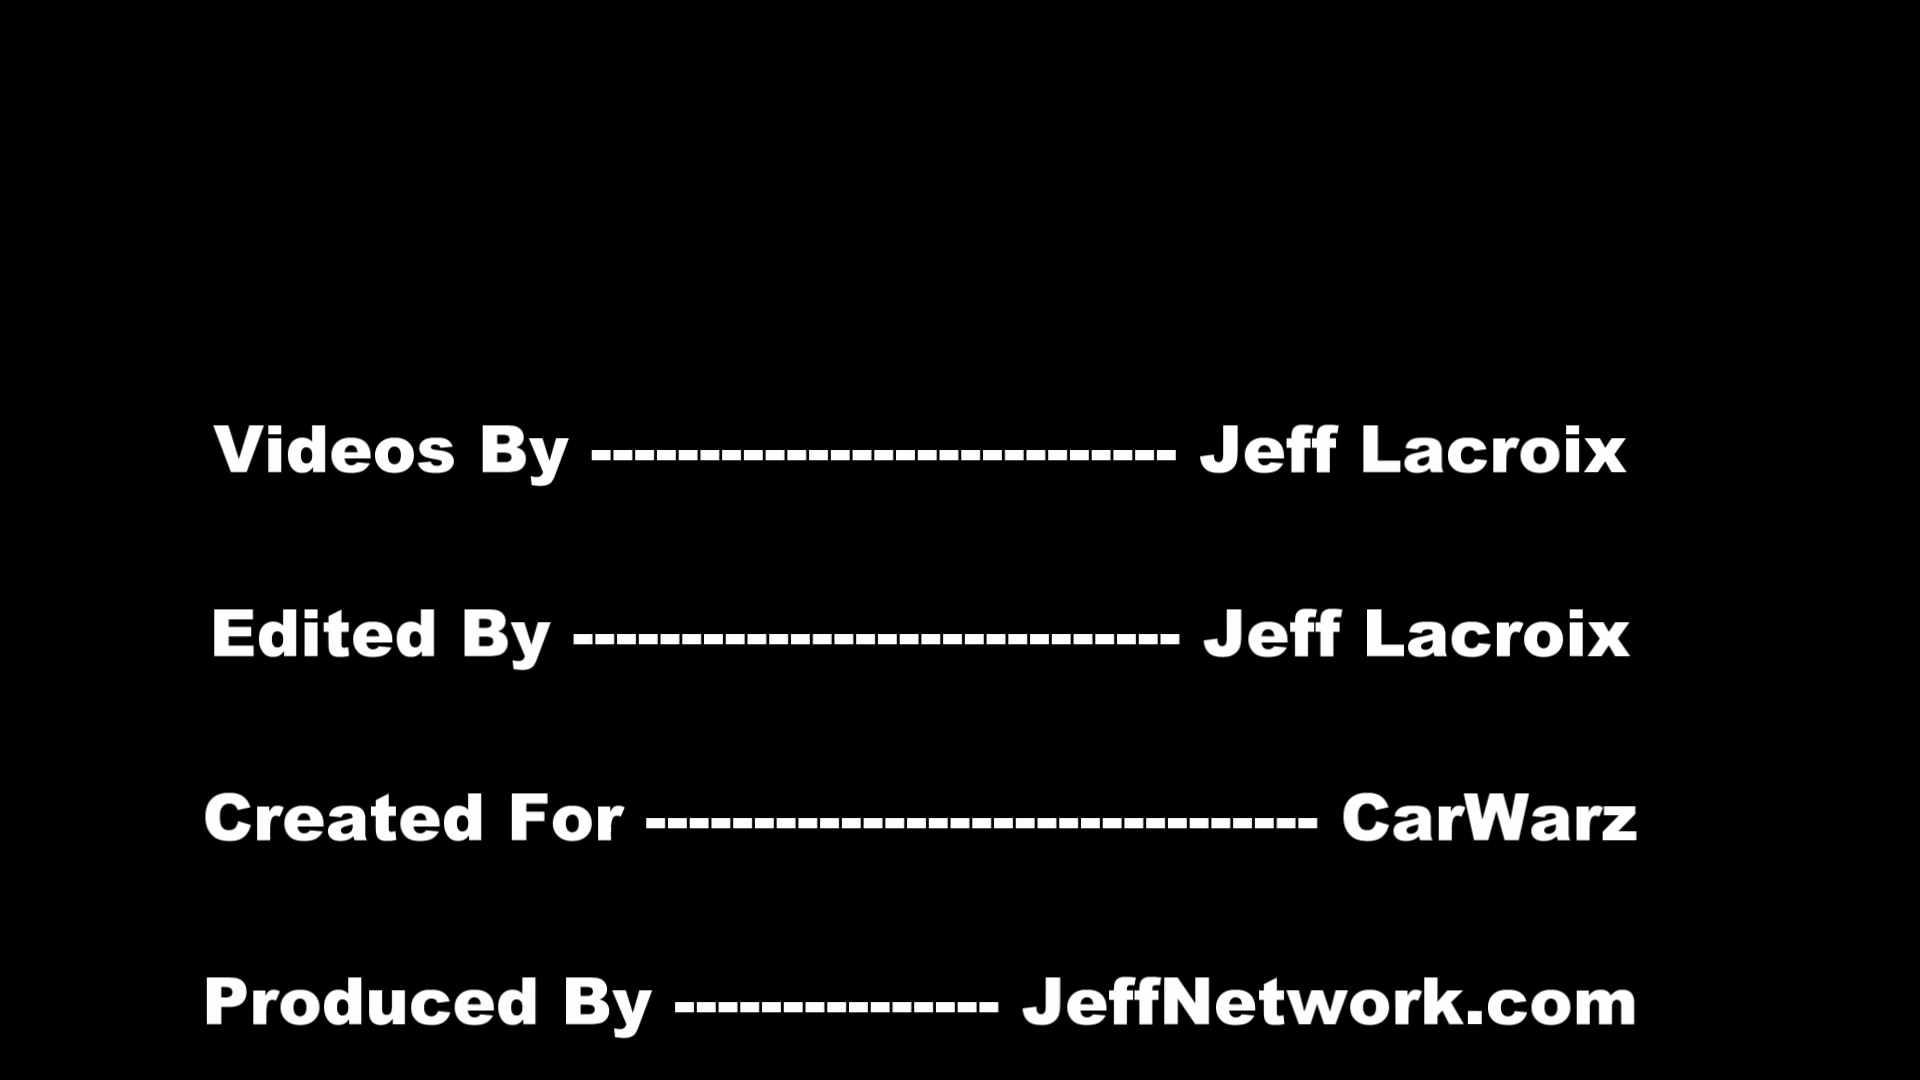 Videos By --------------------------- Jeff Lacroix
Edited By ---------------------------- Jeff Lacroix
Created For ------------------------------- CarWarz
Produced By --------------- JeffNetwork.com